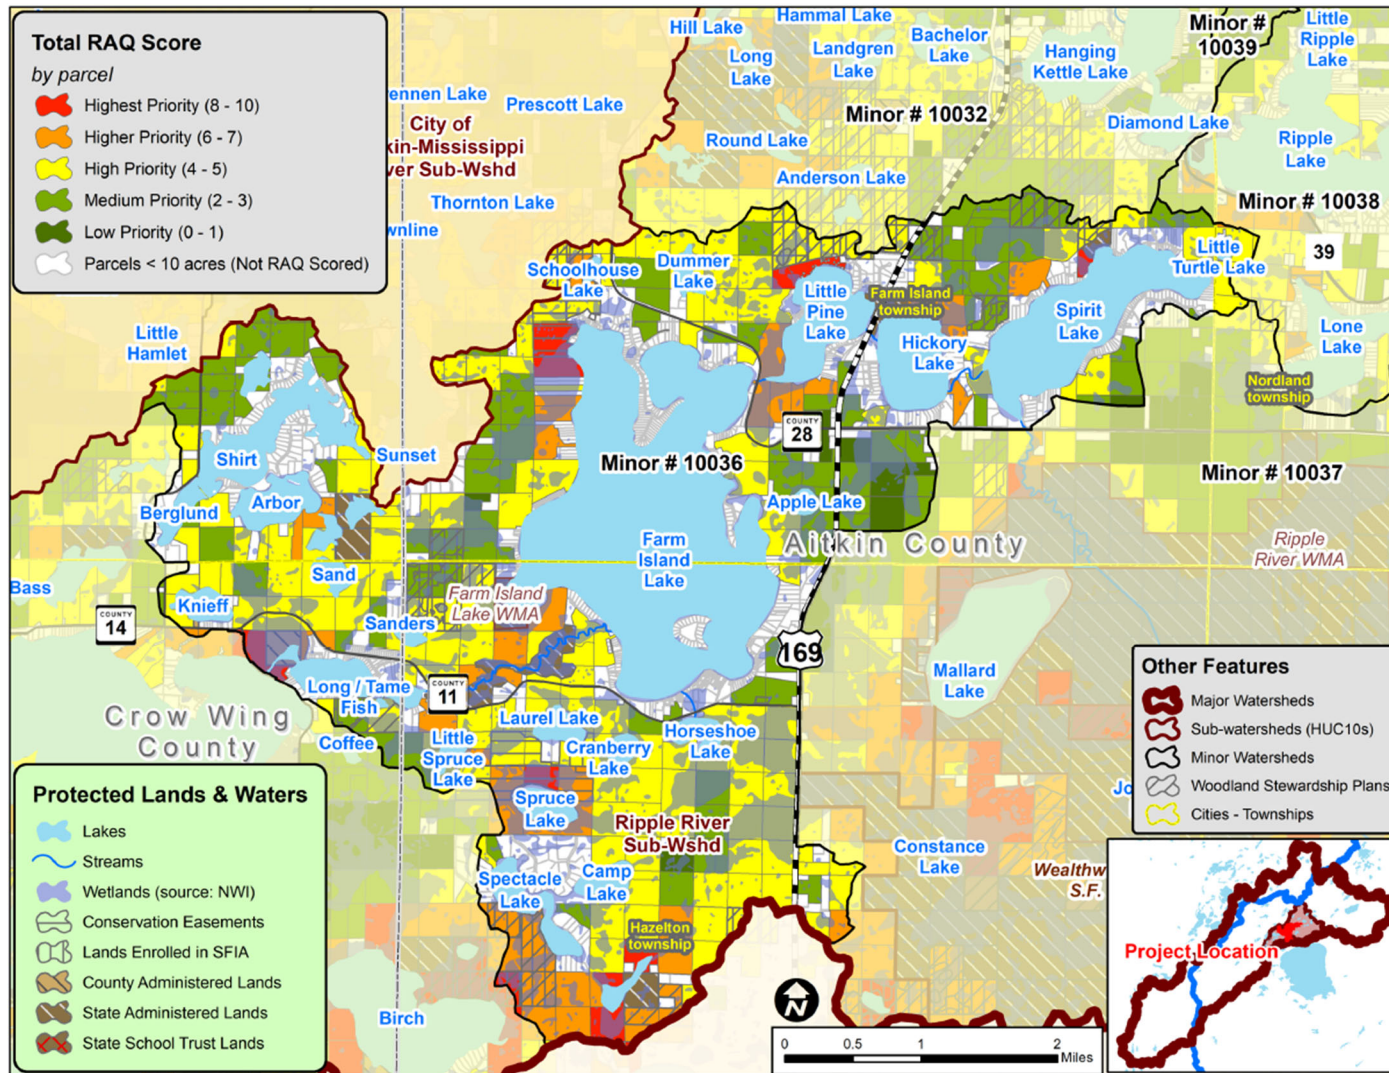 Total RAQ Score
by parcel
Highest Priority (8 - 10)
Higher Priority (6 - 7)
High Priority (4 - 5)
Medium Priority (2 - 3)
Low Priority (0 - 1)
Parcels < 10 acres (Not RAQ Scored)
Hill Lake
Hammal Lake
Long
Lake
Landgren
Lake
Bachelor
Lake
Hanging
Kettle Lake
Minor #
10039
Little
Ripple
Lake
ennen Lake
Prescott Lake
City of
kin-Mississippi
ver Sub-Wshd
Minor # 10032
Diamond Lake
Ripple
Lake
Round Lake
Anderson Lake
Thornton Lake
wnline
Minor # 10038
39
Schoolhouse
Lake
Dummer
Lake
Little
Pine
Lake
Farm Island
township
Little
Turtle Lake
Spirit
Lake
Hickory
Lake
Lone
Lake
Little
Hamlet
Nordland
township
COUNTY
28
Shirt
Sunset
Minor # 10036
Minor # 10037
Arbor
Berglund
Apple Lake
Farm
Island
Lake
Aitkin County
Ripple
River WMA
Bass
Sand
Knieff
Farm Island
Lake WMA
Sanders
COUNTY
14
169
Mallard
Lake
Long / Tame
Fish
COUNTY
11
Crow Wing
County
Laurel Lake
Coffee
Little
Spruce
Lake
Cranberry
Lake
Horseshoe
Lake
Other Features
Major Watersheds
Sub-watersheds (HUC10s)
Minor Watersheds
Woodland Stewardship Plans
Cities - Townships
Jo
Protected Lands & Waters
Lakes
Streams
Wetlands (source: NWI)
Conservation Easements
Lands Enrolled in SFIA
County Administered Lands
State Administered Lands
State School Trust Lands
Spruce
Lake
Ripple River
Sub-Wshd
Constance
Lake
Wealthw
S.F.
Spectacle
Lake
Camp
Lake
Hazelton
township
Birch
N
0 0.5 1 2
Miles
Project Location